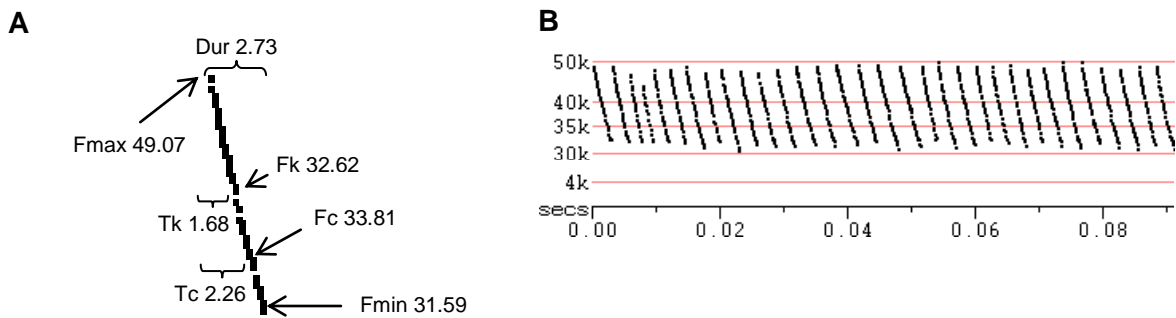 A
Dur 2.73
Fmax 49.07
Fk 32.62
Tk 1.68
Fc 33.81
Tc 2.26
Fmin 31.59
B
50k
40k
35k
30k
4k
secs
0.00 0.02 0.04 0.06 0.08